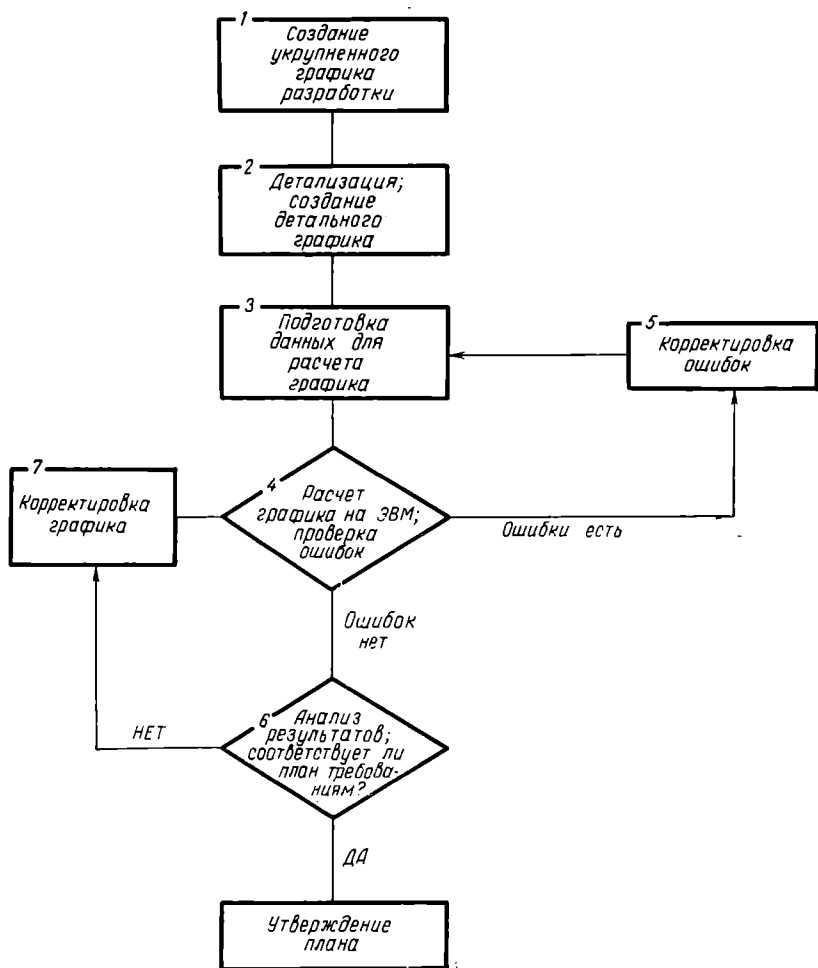 1
Создание
укрупненного
графика
разработки
2
Детализация;
создание
детального
графика
3
Подготовка
данных для
расчета
графика
5
Корректировка
ошибок
7
Корректировка
графика
4
Расчет
графика на ЭВМ;
проверка
ошибок
Ошибки есть
Ошибок
нет
6
Анализ
результатов;
соответствует ли
план требова-
ниям?
НЕТ
ДА
Утверждение
плана